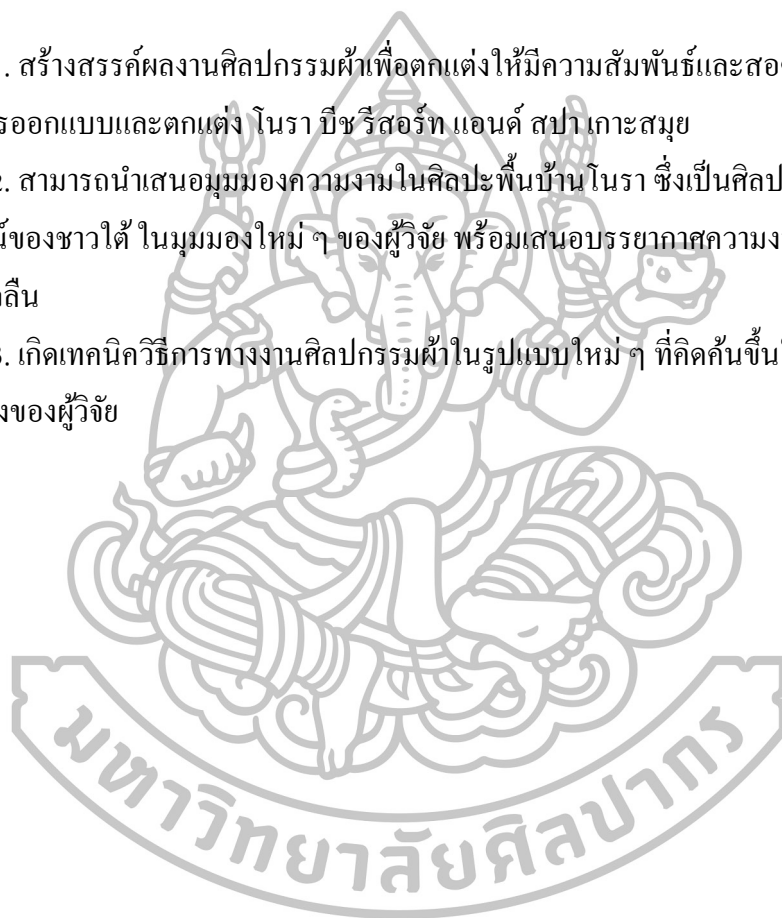 . สร้างสรรค์ผลงานศิลปกรรมผ้าเพื่อตกแต่งให้มีความสัมพันธ์และสอ
รออกแบบและตกแต่ง โนรา บีช รีสอร์ท แอนด์ สปา เกาะสมุย
2. สามารถนำเสนอมุมมองความงามในศิลปะพื้นบ้านโนรา ซึ่งเป็นศิลป
น์ของชาวใต้ ในมุมมองใหม่ ๆ ของผู้วิจัย พร้อมเสนอบรรยากาศความง
ลืน
3. เกิดเทคนิควิธีการทางงานศิลปกรรมผ้าในรูปแบบใหม่ ๆ ที่คิดค้นขึ้น
งของผู้วิจัย
มหาวิทยาลัยศิลปากร